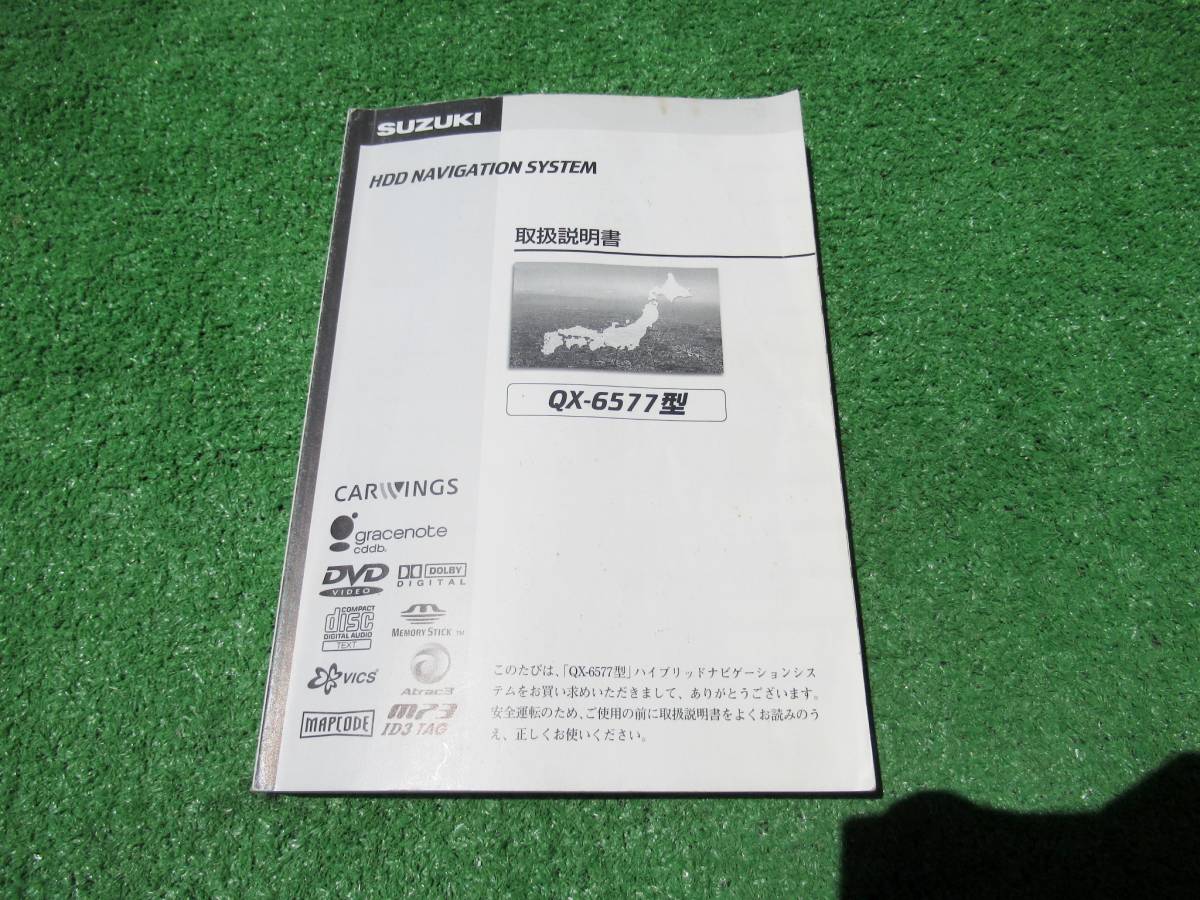 SUZUKI
HDD NAVIGATION SYSTEM
取扱説明書
QX-6577型
CARWINGS
gracenote
cddb®
DVD
VIDEO
DOLBY
DIGITAL
COMPACT
disc
DIGITAL AUDIO
TEXT
MEMORY STICK TM
VICS
Atrac3
MAPCODE
MP3
ID3 TAG
このたびは、「QX-6577型」ハイブリッドナビゲーションシス
テムをお買い求めいただきまして、ありがとうございます。
安全運転のため、ご使用の前に取扱説明書をよくお読みのう
え、正しくお使いください。